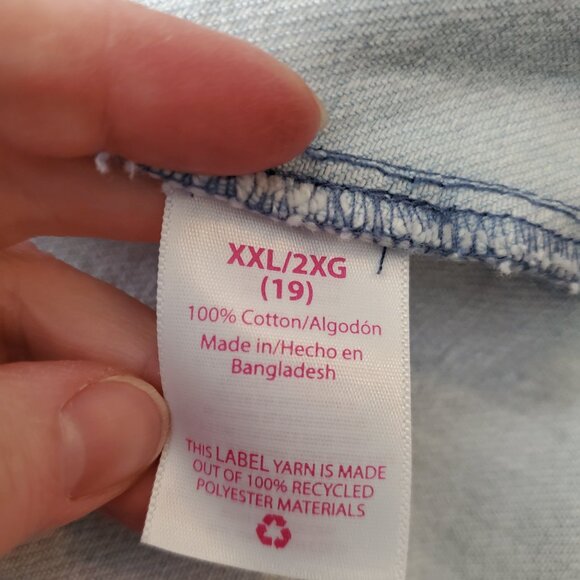 XXL/2XG
(19)
100% Cotton/Algodón
Made in/Hecho en
Bangladesh
THIS LABEL YARN IS MADE
OUT OF 100% RECYCLED
POLYESTER MATERIALS